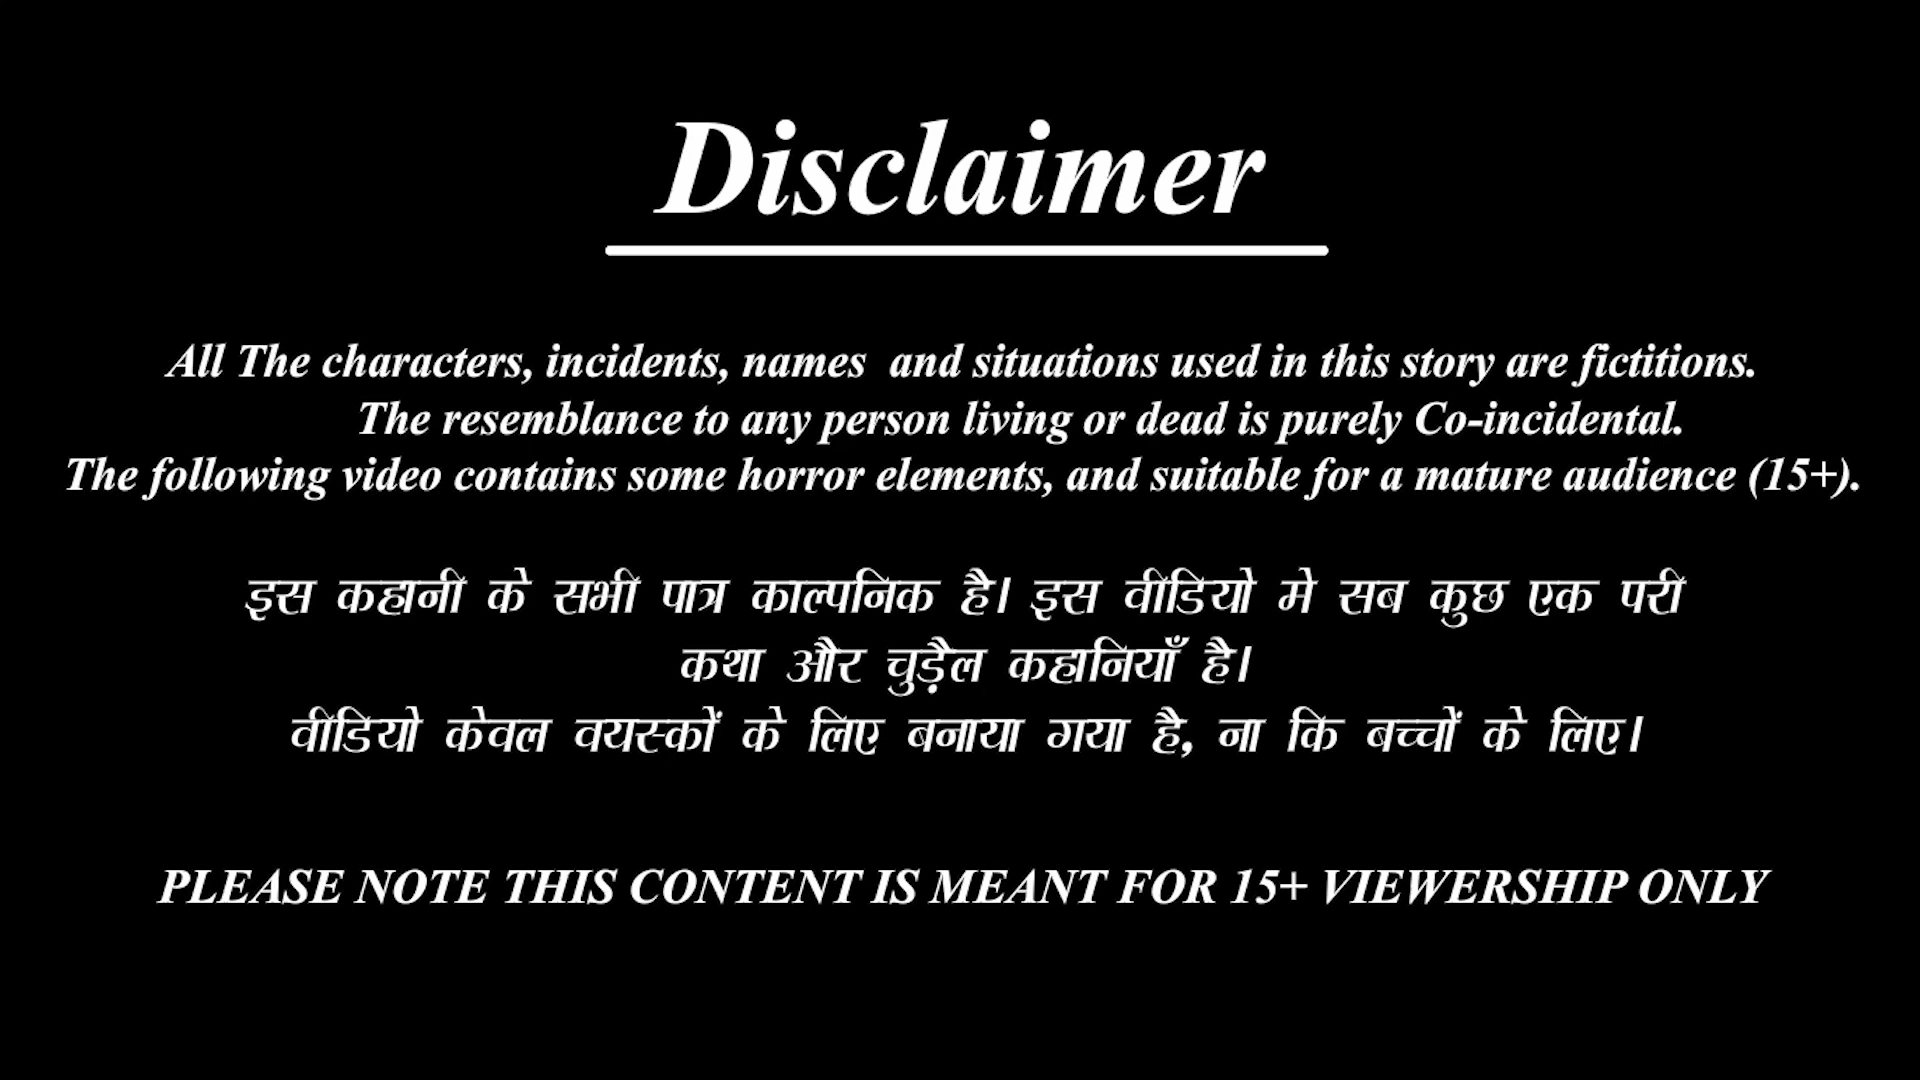 Disclaimer
All The characters, incidents, names and situations used in this story are fictitions.
The resemblance to any person living or dead is purely Co-incidental.
The following video contains some horror elements, and suitable for a mature audience (15+).
इस कहानी के सभी पात्र काल्पनिक है। इस वीडियो मे सब कुछ एक परी
कथा और चुड़ैल कहानियाँ है।
वीडियो केवल वयस्कों के लिए बनाया गया है, ना कि बच्चों के लिए।
PLEASE NOTE THIS CONTENT IS MEANT FOR 15+ VIEWERSHIP ONLY